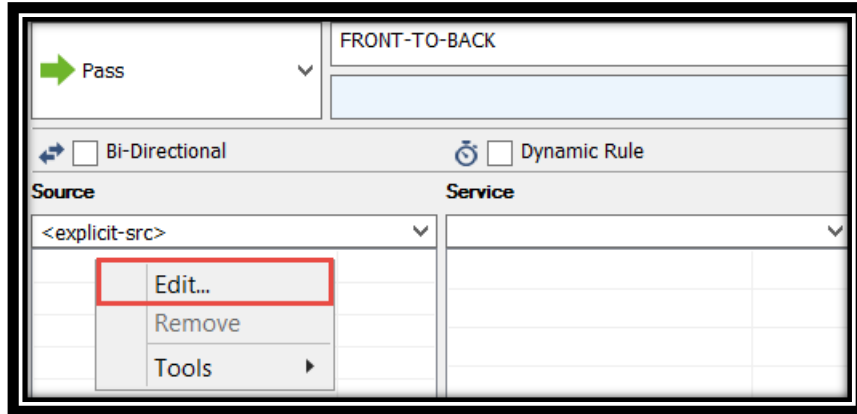 FRONT-TO-BACK
Pass
Bi-Directional
Dynamic Rule
Source
Service
<explicit-src>
Edit...
Remove
Tools